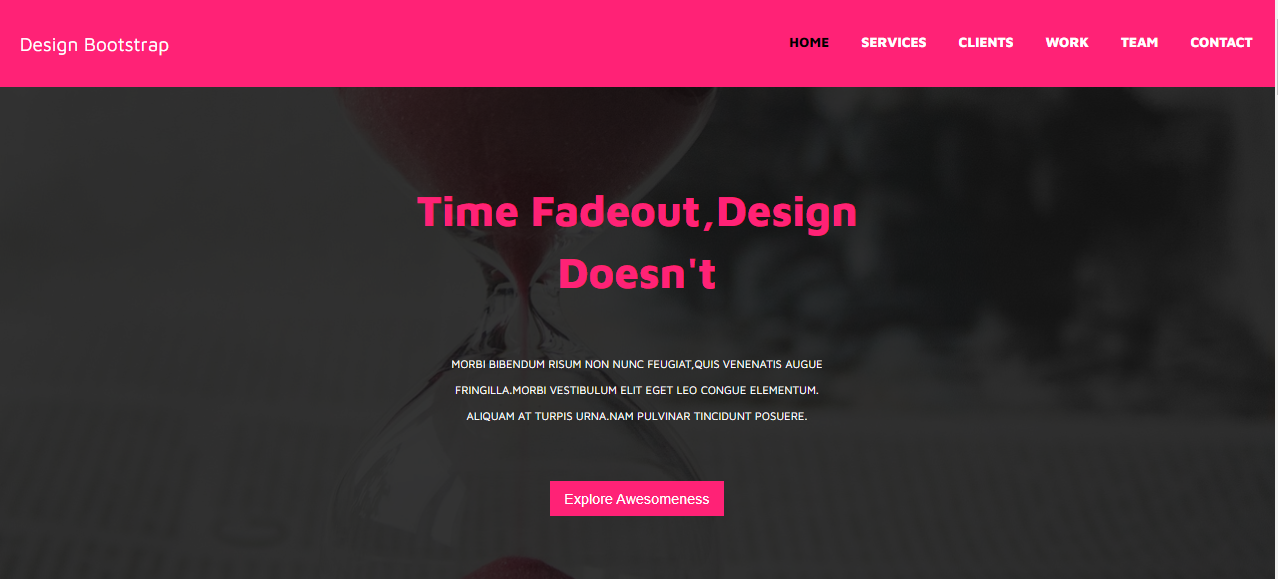 Design Bootstrap
HOME SERVICES CLIENTS WORK TEAM CONTACT
Time Fadeout,Design
Doesn't
MORBI BIBENDUM RISUM NON NUNC FEUGIAT,QUIS VENENATIS AUGUE
FRINGILLA.MORBI VESTIBULUM ELIT EGET LEO CONGUE ELEMENTUM.
ALIQUAM AT TURPIS URNA.NAM PULVINAR TINCIDUNT POSUERE.
Explore Awesomeness